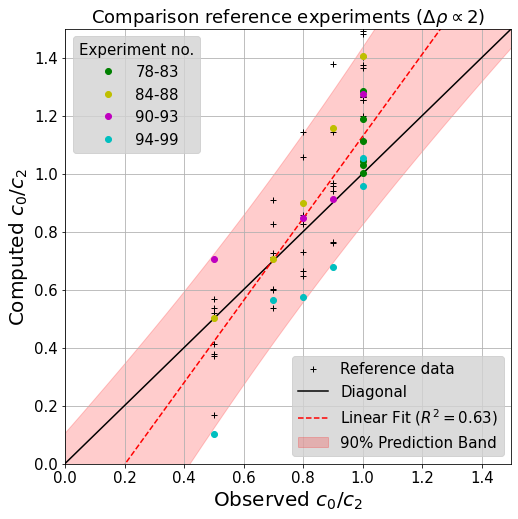 Comparison reference experiments (Δρ ∝ 2)
Experiment no.
78-83
84-88
90-93
94-99
Computed c₀/c₂
1.4
1.2
1.0
0.8
0.6
0.4
0.2
0.0
Reference data
Diagonal
Linear Fit (R² = 0.63)
90% Prediction Band
0.0 0.2 0.4 0.6 0.8 1.0 1.2 1.4
Observed c₀/c₂